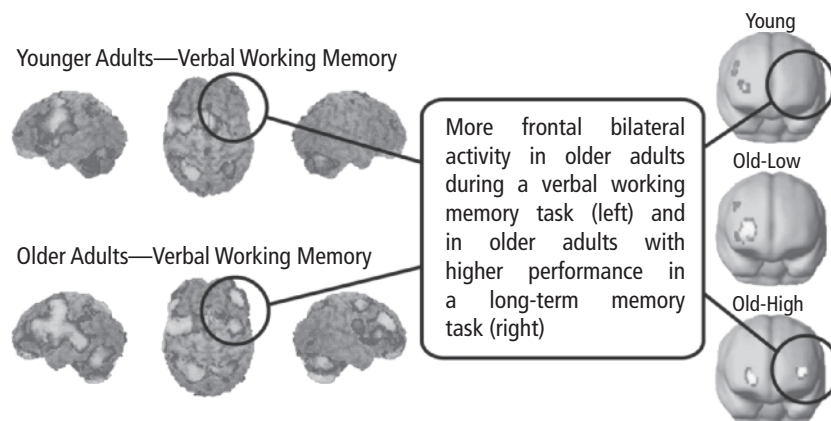 Younger Adults—Verbal Working Memory
Older Adults—Verbal Working Memory
More frontal bilateral
activity in older adults
during a verbal working
memory task (left) and
in older adults with
higher performance in
a long-term memory
task (right)
Young
Old-Low
Old-High